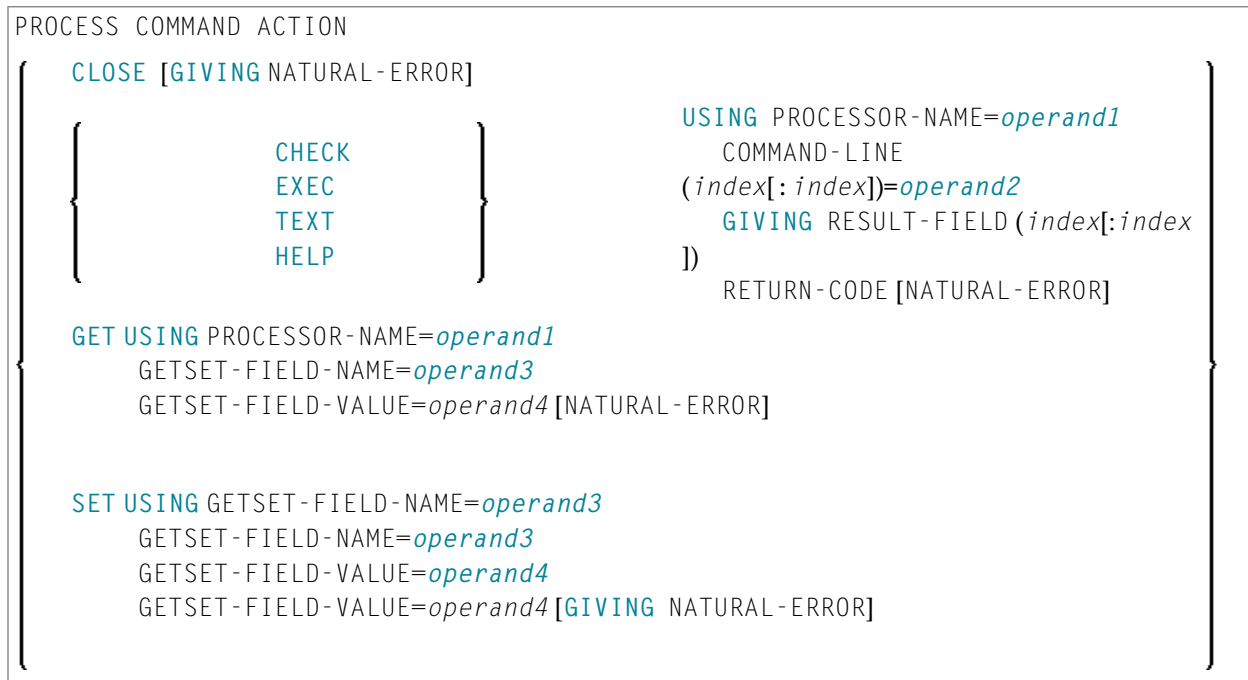 PROCESS COMMAND ACTION
CLOSE [GIVING NATURAL-ERROR]
CHECK
EXEC
TEXT
HELP
USING PROCESSOR-NAME=operand1
COMMAND-LINE
(index[:index])=operand2
GIVING RESULT-FIELD (index[:index
])
RETURN-CODE [NATURAL-ERROR]
GET USING PROCESSOR-NAME=operand1
GETSET-FIELD-NAME=operand3
GETSET-FIELD-VALUE=operand4 [NATURAL-ERROR]
SET USING GETSET-FIELD-NAME=operand3
GETSET-FIELD-NAME=operand3
GETSET-FIELD-VALUE=operand4
GETSET-FIELD-VALUE=operand4 [GIVING NATURAL-ERROR]